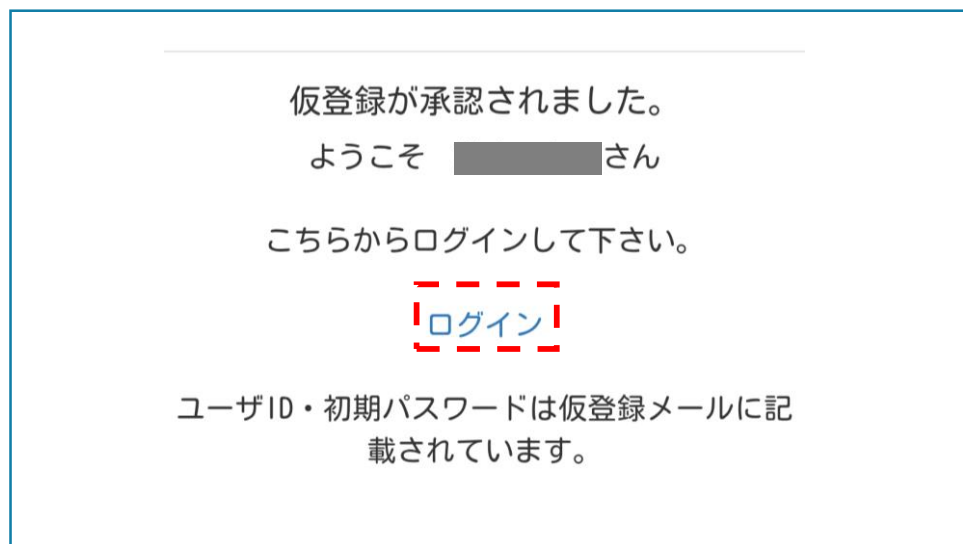 仮登録が承認されました。
ようこそ さん
こちらからログインして下さい。
ログイン
ユーザID・初期パスワードは仮登録メールに記
載されています。